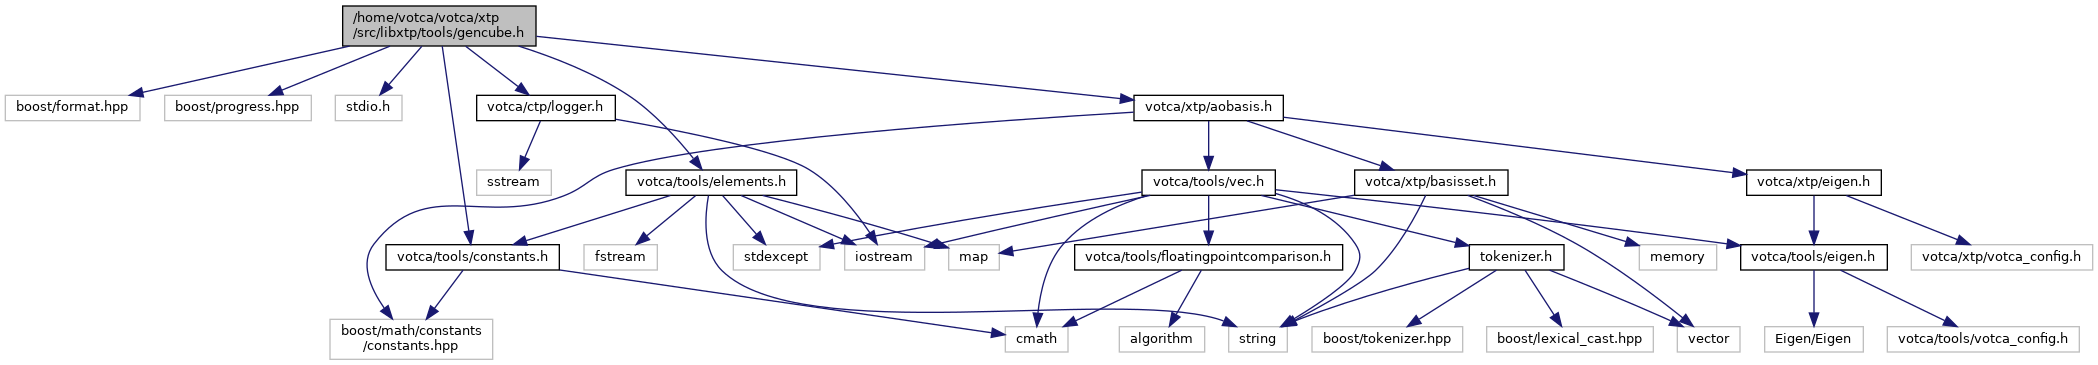 /home/votca/votca/xtp
/src/libxtp/tools/gencube.h
boost/format.hpp
boost/progress.hpp
stdio.h
votca/ctp/logger.h
votca/xtp/aobasis.h
sstream
votca/tools/elements.h
votca/tools/vec.h
votca/xtp/basisset.h
votca/xtp/eigen.h
votca/tools/constants.h
fstream
stdexcept
iostream
map
votca/tools/floatingpointcomparison.h
tokenizer.h
memory
votca/tools/eigen.h
votca/xtp/votca_config.h
boost/math/constants
/constants.hpp
cmath
algorithm
string
boost/tokenizer.hpp
boost/lexical_cast.hpp
vector
Eigen/Eigen
votca/tools/votca_config.h